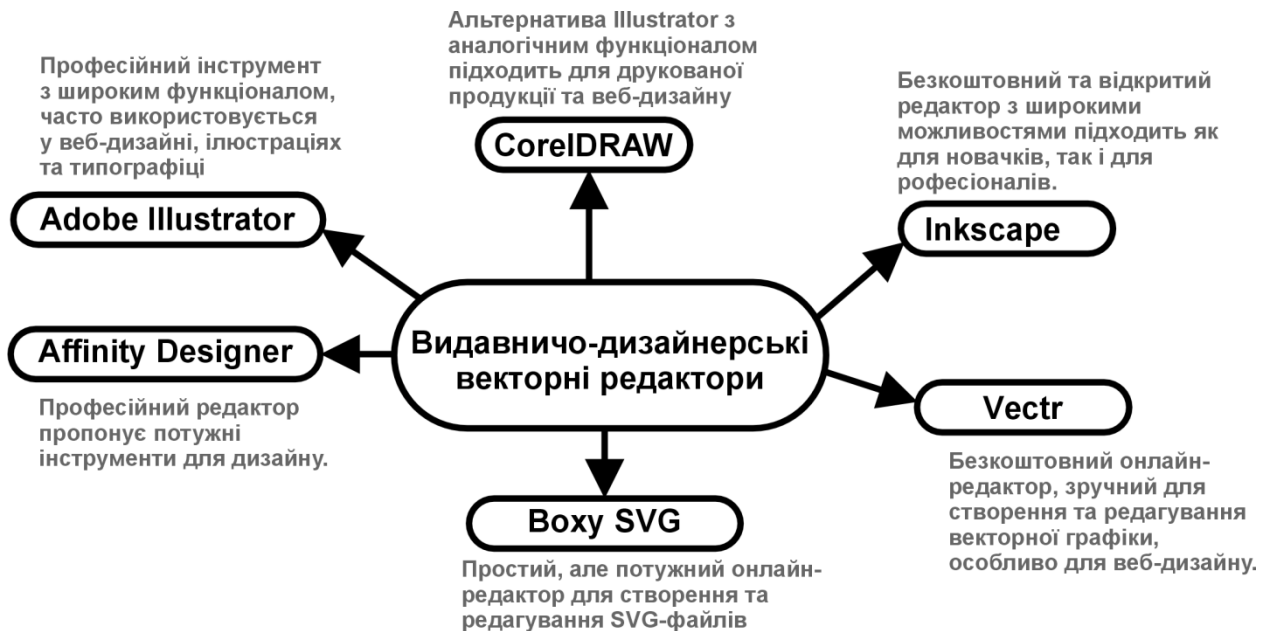 Альтернатива Illustrator з
аналогічним функціоналом
підходить для друкованої
продукції та веб-дизайну
CorelDRAW
Професійний інструмент
з широким функціоналом,
часто використовується
у веб-дизайні, ілюстраціях
та типографіці
Adobe Illustrator
Безкоштовний та відкритий
редактор з широкими
можливостями підходить як
для новачків, так і для
рофесіоналів.
Inkscape
Видавничо-дизайнерські
векторні редактори
Affinity Designer
Професійний редактор
пропонує потужні
інструменти для дизайну.
Vectr
Безкоштовний онлайн-
редактор, зручний для
створення та редагування
векторної графіки,
особливо для веб-дизайну.
Boxy SVG
Простий, але потужний онлайн-
редактор для створення та
редагування SVG-файлів